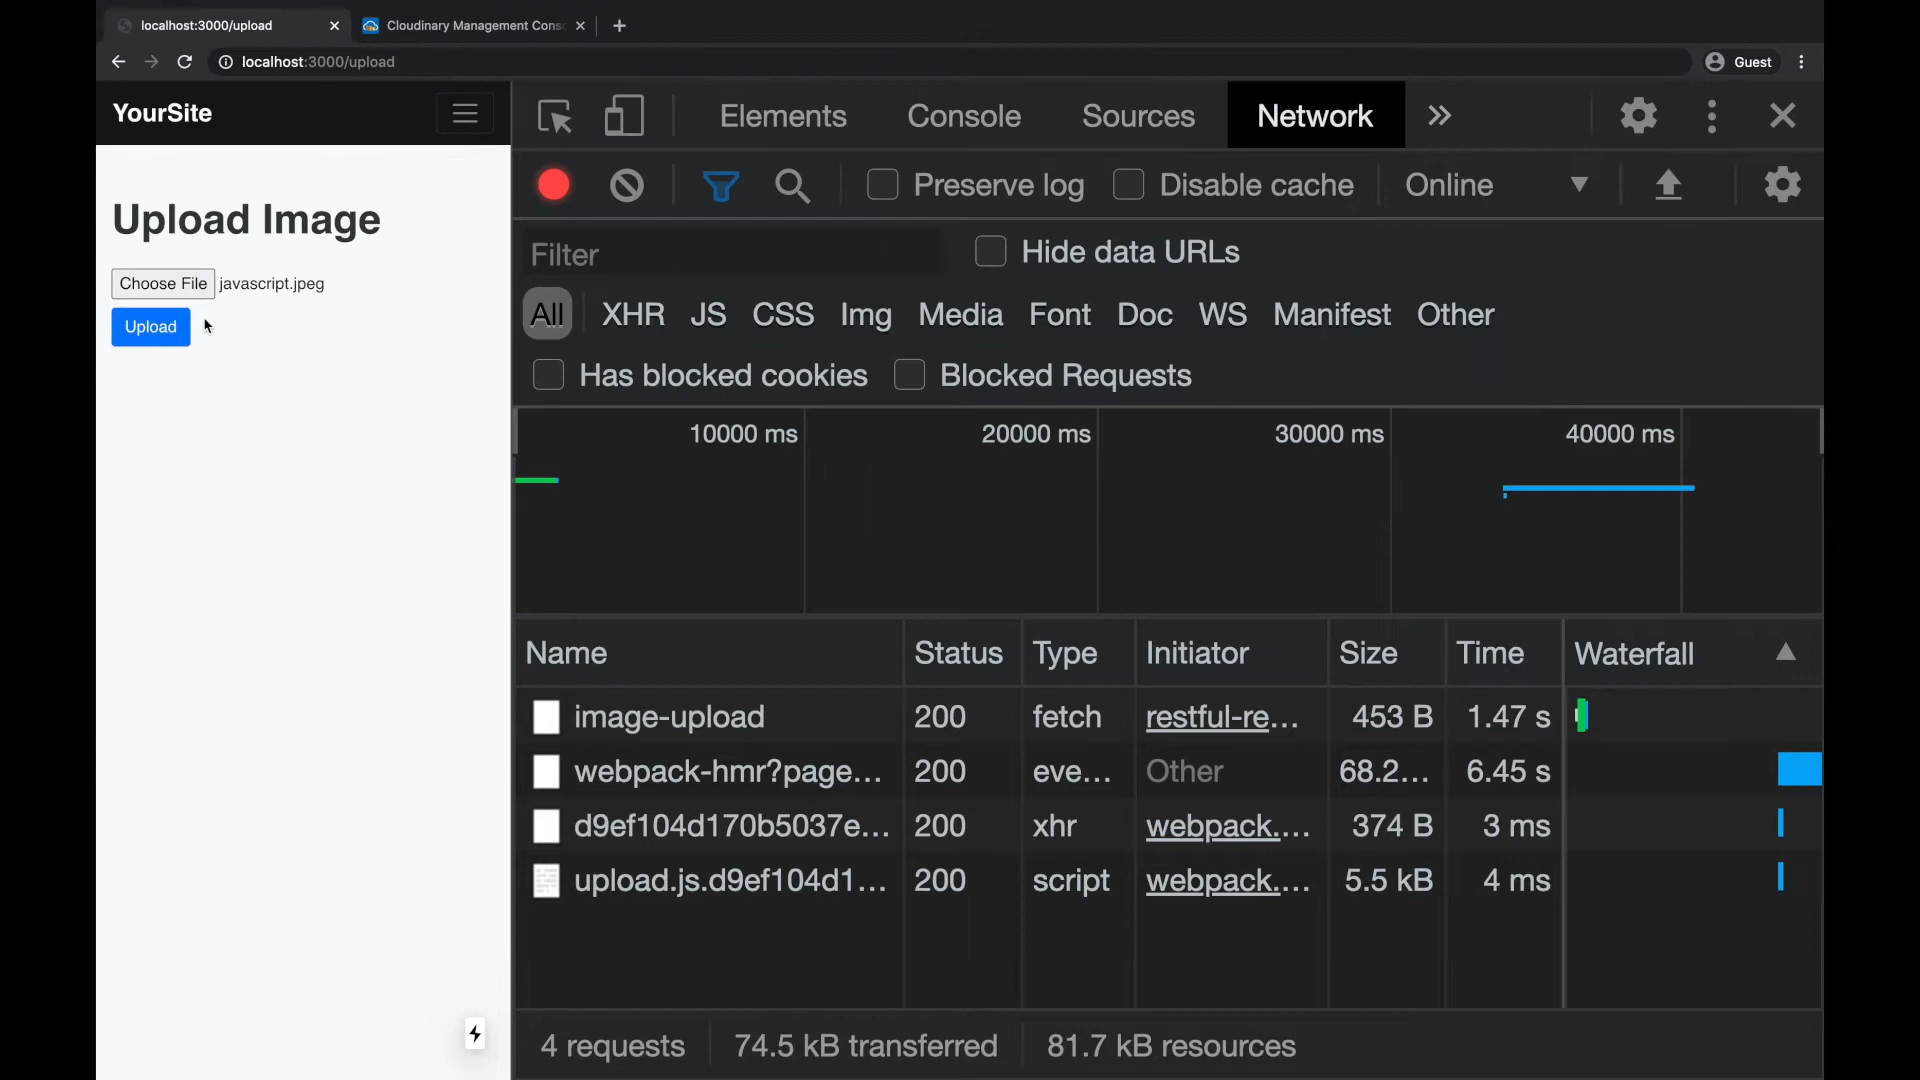 localhost:3000/upload
Cloudinary Management Cons
localhost:3000/upload
Guest
YourSite
Upload Image
Choose File javascript.jpeg
Upload
Elements Console Sources Network
Preserve log Disable cache Online
Filter Hide data URLs
All XHR JS CSS Img Media Font Doc WS Manifest Other
Has blocked cookies Blocked Requests
10000 ms 20000 ms 30000 ms 40000 ms
Name Status Type Initiator Size Time Waterfall
image-upload 200 fetch restful-re... 453 B 1.47 s
webpack-hmr?page... 200 eve... Other 68.2... 6.45 s
d9ef104d170b5037e... 200 xhr webpack.... 374 B 3 ms
upload.js.d9ef104d1... 200 script webpack.... 5.5 kB 4 ms
4 requests 74.5 kB transferred 81.7 kB resources